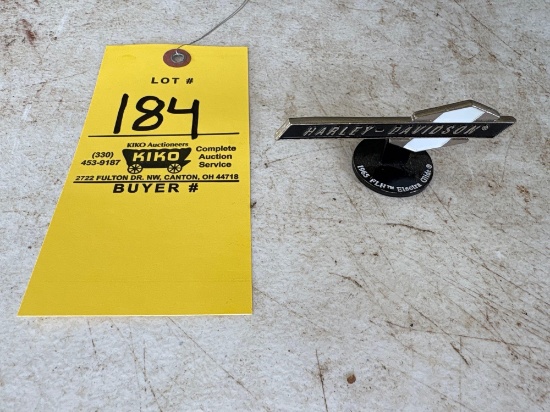 LOT #
184
KIKO Auctioneers
(330)
453-9187
KIKO
Complete
Auction
Service
2722 FULTON DR. NW, CANTON, OH 44718
BUYER #
HARLEY-DAVIDSON®
1965 FLH™ Electra Glide®